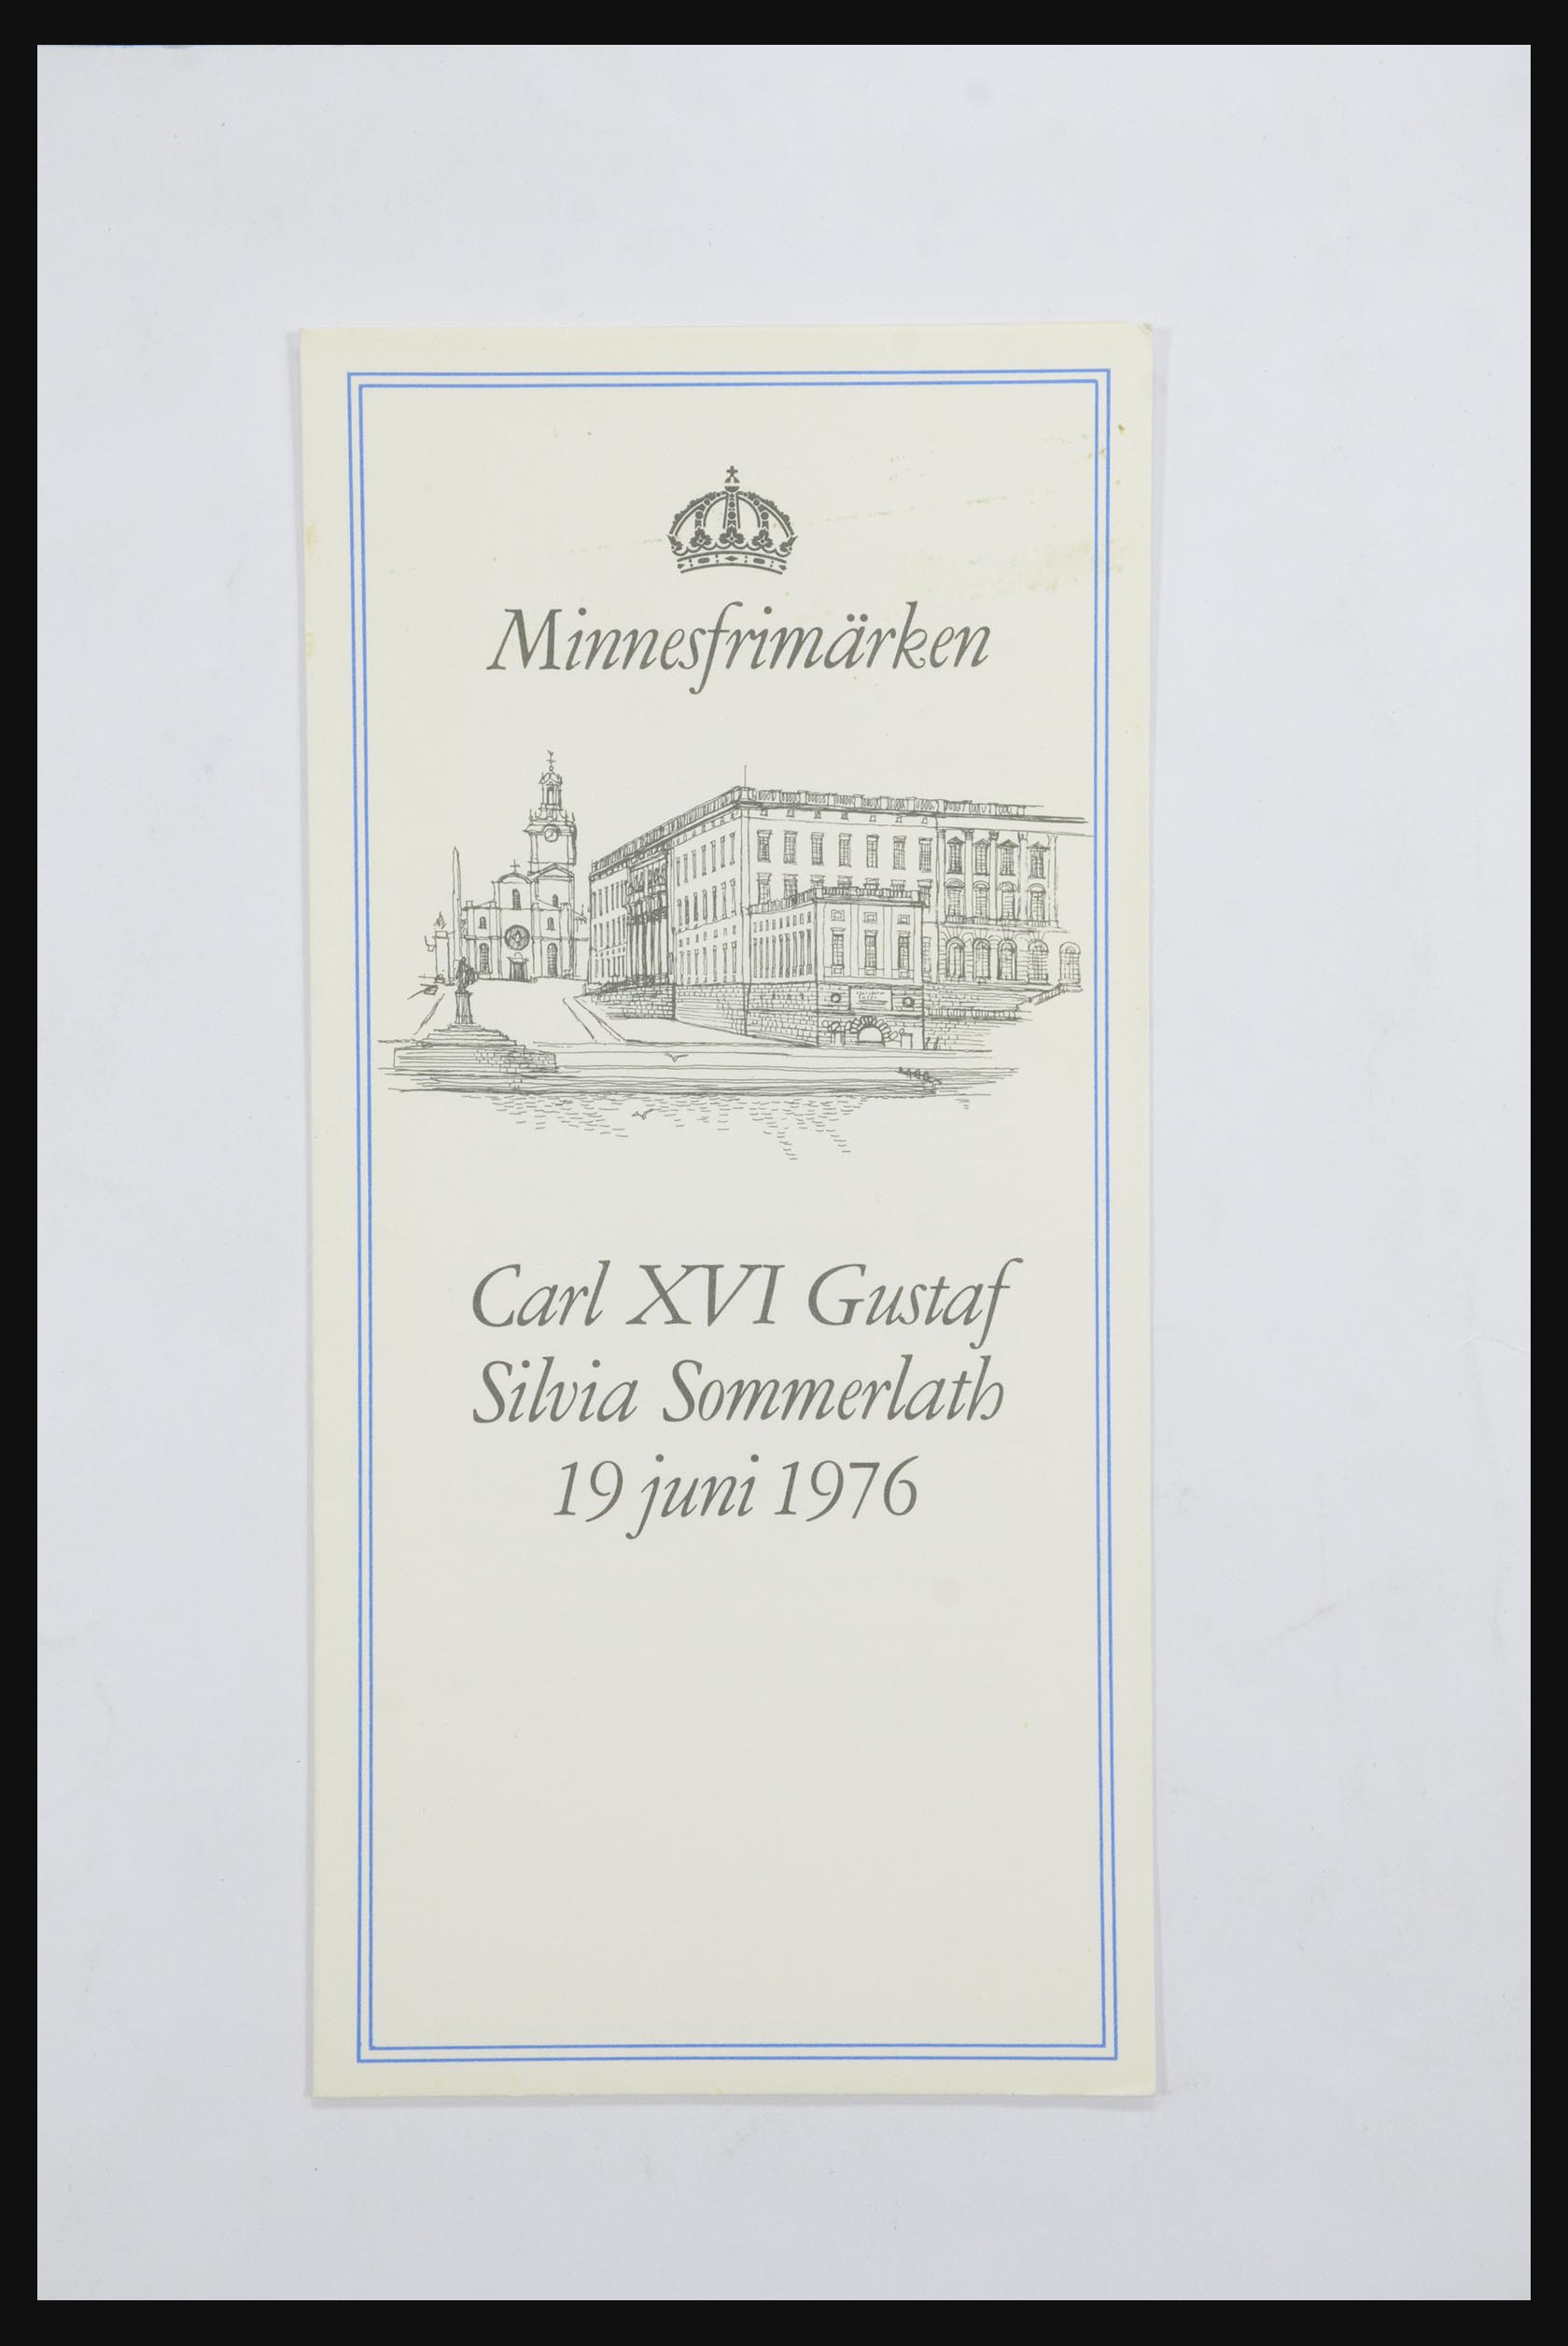 Minnesfrimärken
Carl XVI Gustaf
Silvia Sommerlath
19 juni 1976